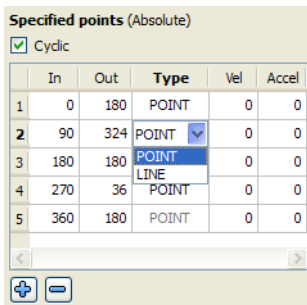 Specified points (Absolute)
Cyclic
In Out Type Vel Accel
1 0 180 POINT 0 0
2 90 324 POINT 0 0
3 180 180 POINT 0 0
LINE
4 270 36 POINT 0 0
5 360 180 POINT 0 0